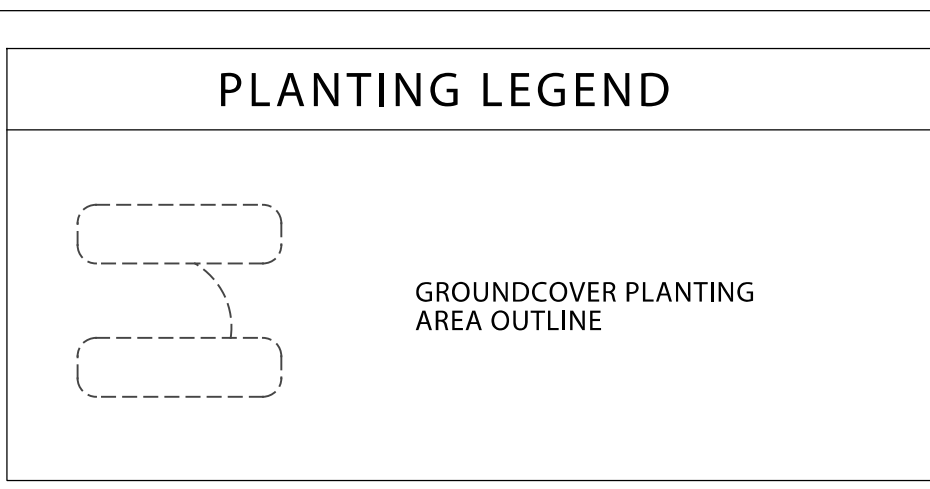 PLANTING LEGEND
GROUNDCOVER PLANTING
AREA OUTLINE